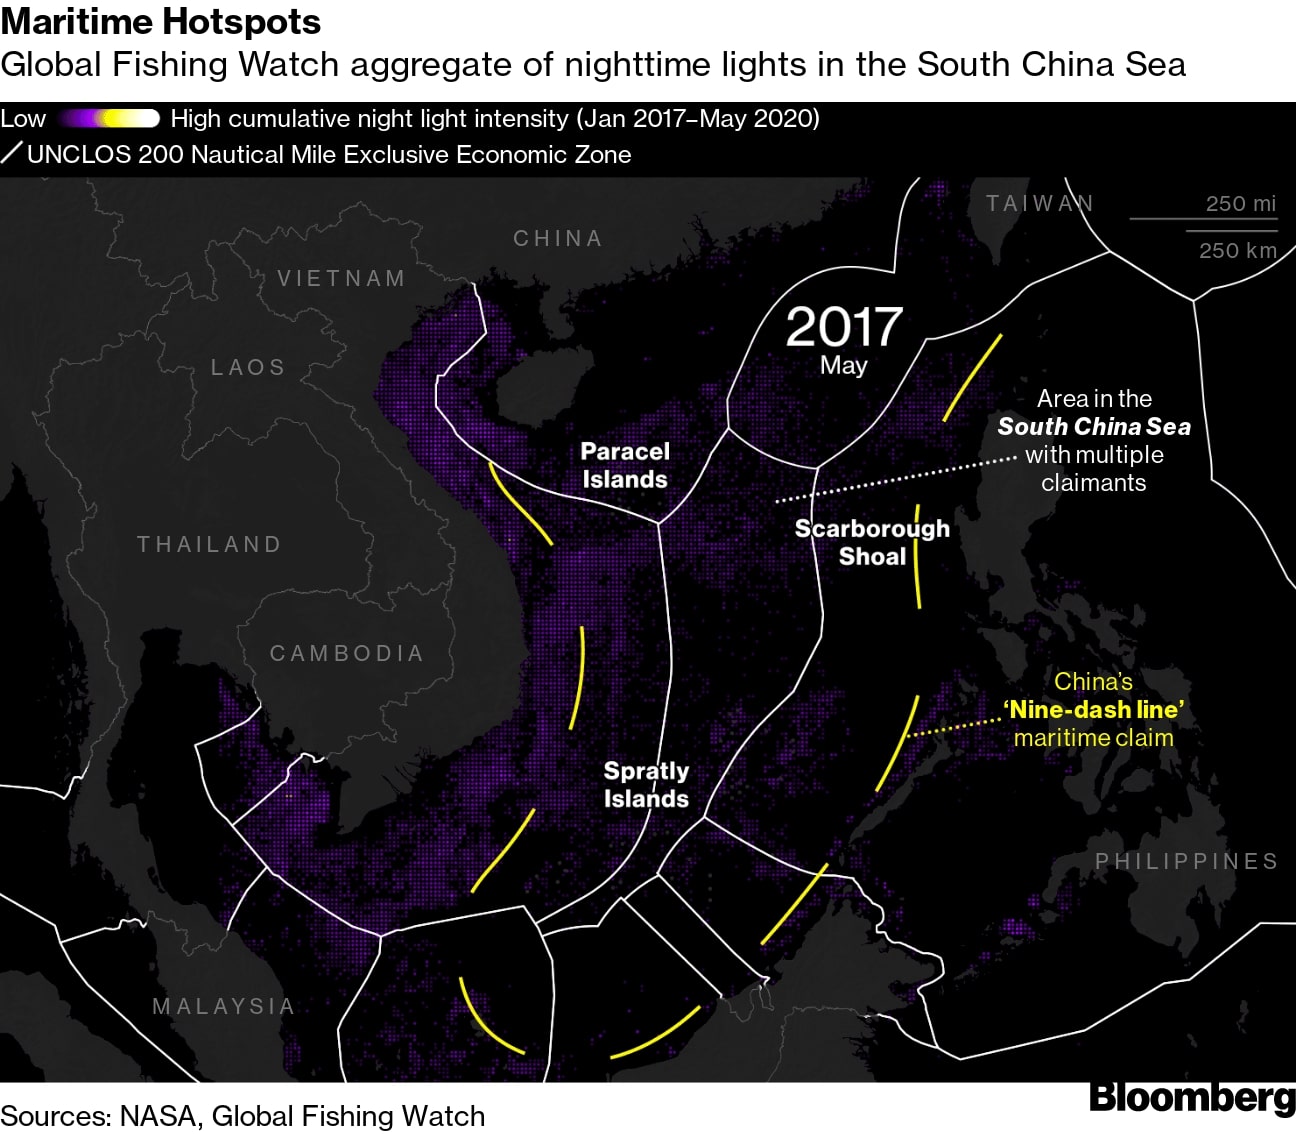 Maritime Hotspots
Global Fishing Watch aggregate of nighttime lights in the South China Sea
Low High cumulative night light intensity (Jan 2017–May 2020)
UNCLOS 200 Nautical Mile Exclusive Economic Zone
TAIWAN
250 mi
250 km
CHINA
VIETNAM
2017
May
LAOS
Area in the
South China Sea
with multiple
claimants
Paracel
Islands
Scarborough
Shoal
THAILAND
CAMBODIA
China's
‘Nine-dash line’
maritime claim
Spratly
Islands
PHILIPPINES
MALAYSIA
Bloomberg
Sources: NASA, Global Fishing Watch